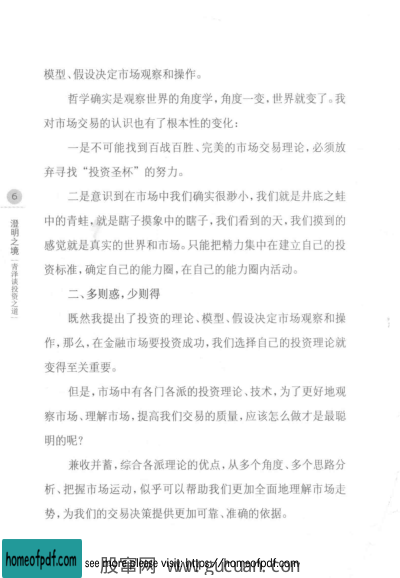 模型、假设决定市场观察和操作。
哲学确实是观察世界的角度学，角度一变，世界就变了。我
对市场交易的认识也有了根本性的变化：
一是不可能找到百战百胜、完美的市场交易理论，必须放
弃寻找“投资圣杯”的努力。
二是意识到在市场中我们确实很渺小，我们就是井底之蛙
中的青蛙，就是瞎子摸象中的瞎子，我们看到的天，我们摸到的
感觉就是真实的世界和市场。只能把精力集中在建立自己的投
资标准，确定自己的能力圈，在自己的能力圈内活动。
二、多则惑，少则得
既然我提出了投资的理论、模型、假设决定市场观察和操
作，那么，在金融市场要投资成功，我们选择自己的投资理论就
变得至关重要。
但是，市场中有各门各派的投资理论、技术，为了更好地观
察市场、理解市场，提高我们交易的质量，应该怎么做才是最聪
明的呢？
兼收并蓄，综合各派理论的优点，从多个角度、多个思路分
析、把握市场运动，似乎可以帮助我们更加全面地理解市场走
势，为我们的交易决策提供更加可靠、准确的依据。
6
澄明之境
青泽谈投资之道
homeofpdf.com
see more please visit: https://homeofpdf.com
股窜网 www.gucuan.com
homeofpdf.com